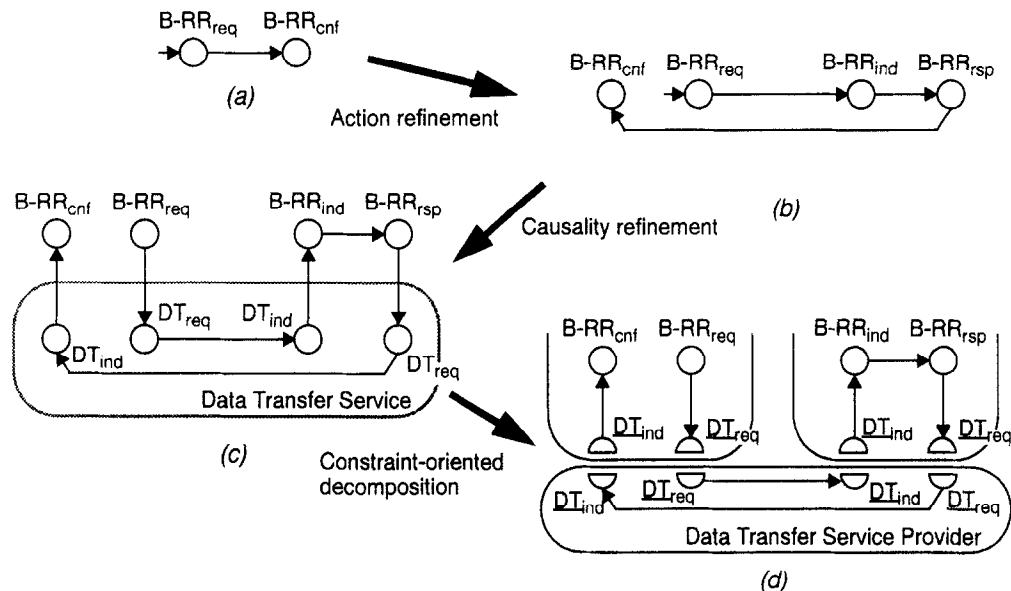 B-RRreq B-RRcnf
(a)
Action refinement
B-RRcnf B-RRreq B-RRind B-RRrsp
(b)
Causality refinement
B-RRcnf B-RRreq B-RRind B-RRrsp
DTreq DTind
DTind DTreq
Data Transfer Service
(c)
Constraint-oriented
decomposition
B-RRcnf B-RRreq B-RRind B-RRrsp
DTind DTreq DTind DTreq
DTind DTreq DTind DTreq
Data Transfer Service Provider
(d)